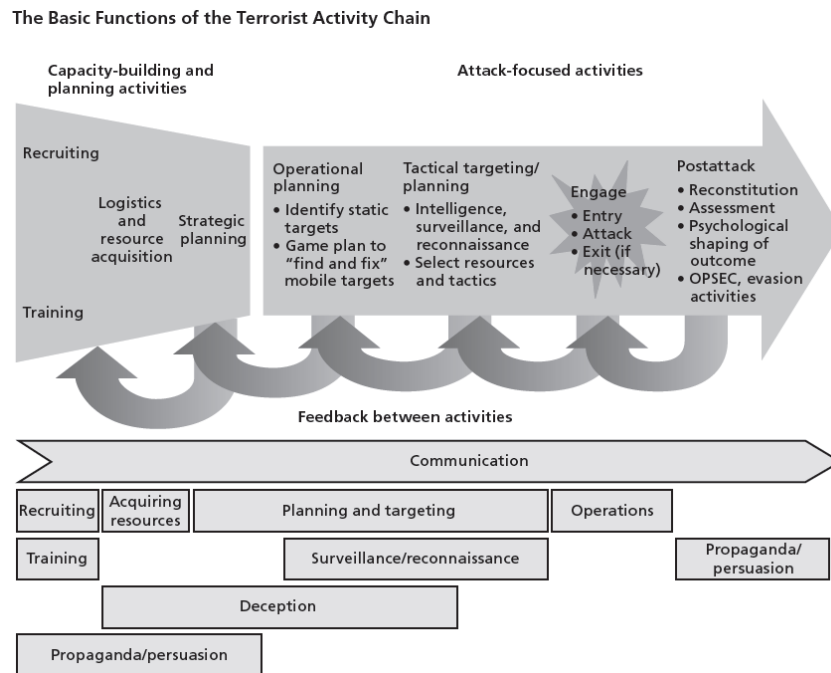 The Basic Functions of the Terrorist Activity Chain
Capacity-building and
planning activities
Attack-focused activities
Recruiting
Logistics
and
resource
acquisition
Strategic
planning
Training
Operational
planning
• Identify static
targets
• Game plan to
“find and fix”
mobile targets
Tactical targeting/
planning
• Intelligence,
surveillance, and
reconnaissance
• Select resources
and tactics
Engage
• Entry
• Attack
• Exit (if
necessary)
Postattack
• Reconstitution
• Assessment
• Psychological
shaping of
outcome
• OPSEC, evasion
activities
Feedback between activities
Communication
Recruiting
Acquiring
resources
Planning and targeting
Operations
Training
Surveillance/reconnaissance
Propaganda/
persuasion
Deception
Propaganda/persuasion